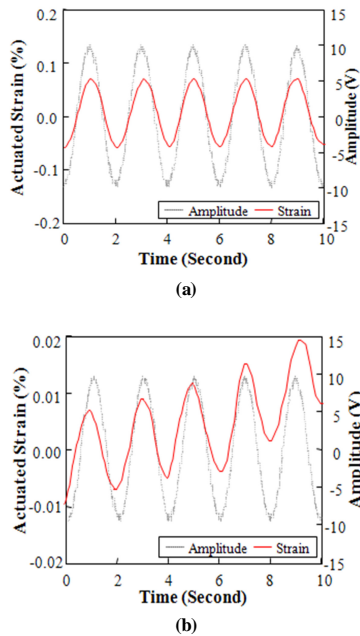 0.2
0.1
0.0
-0.1
-0.2
Actuated Strain (%)
15
10
5
0
-5
-10
-15
Amplitude (V)
Amplitude Strain
0 2 4 6 8 10
Time (Second)
(a)
0.02
0.01
0.00
-0.01
-0.02
Actuated Strain (%)
15
10
5
0
-5
-10
-15
Amplitude (V)
Amplitude Strain
0 2 4 6 8 10
Time (Second)
(b)